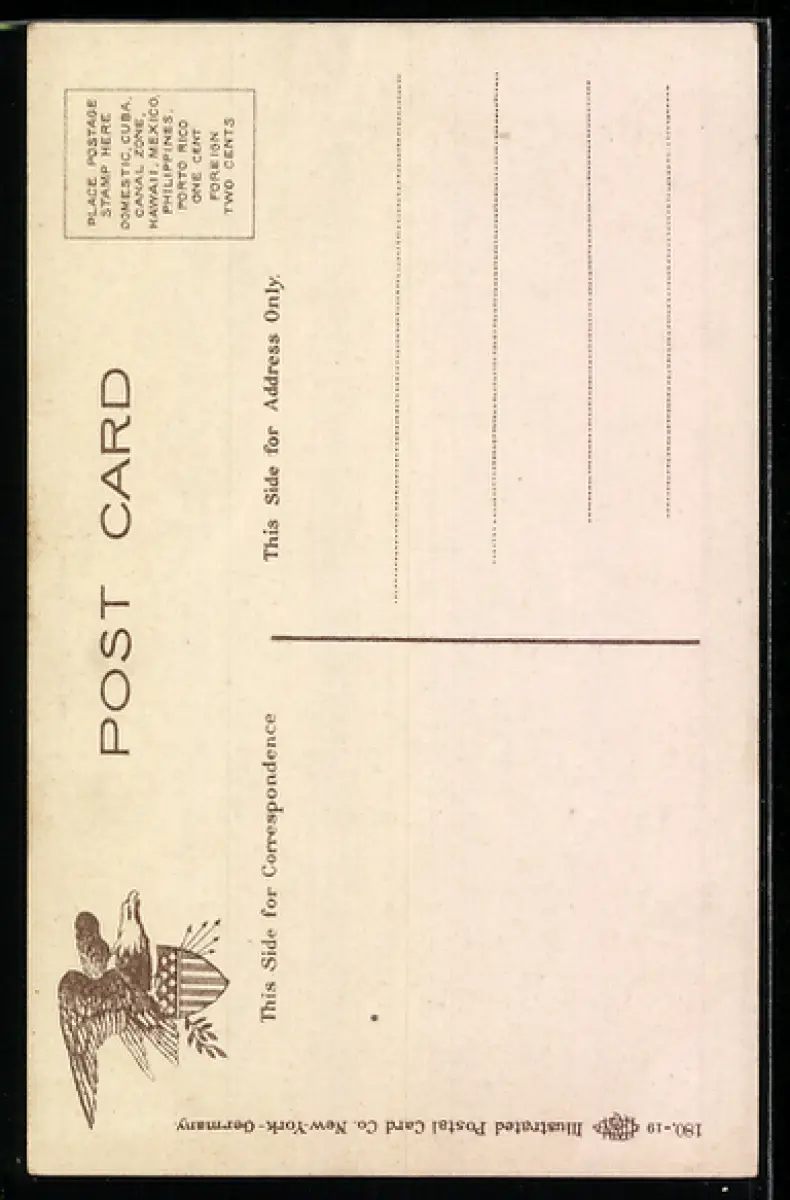 POST CARD
PLACE POSTAGE
STAMP HERE
DOMESTIC, CUBA,
CANAL ZONE,
HAWAII, MEXICO,
PHILIPPINES,
PORTO RICO
ONE CENT
FOREIGN
TWO CENTS
This Side for Correspondence
This Side for Address Only.
180.-19 Illustrated Postal Card Co. New-York-Germany